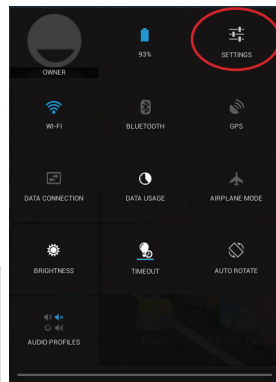 93%
OWNER
SETTINGS
WI-FI
BLUETOOTH
GPS
DATA CONNECTION
DATA USAGE
AIRPLANE MODE
BRIGHTNESS
TIMEOUT
AUTO ROTATE
AUDIO PROFILES
Email